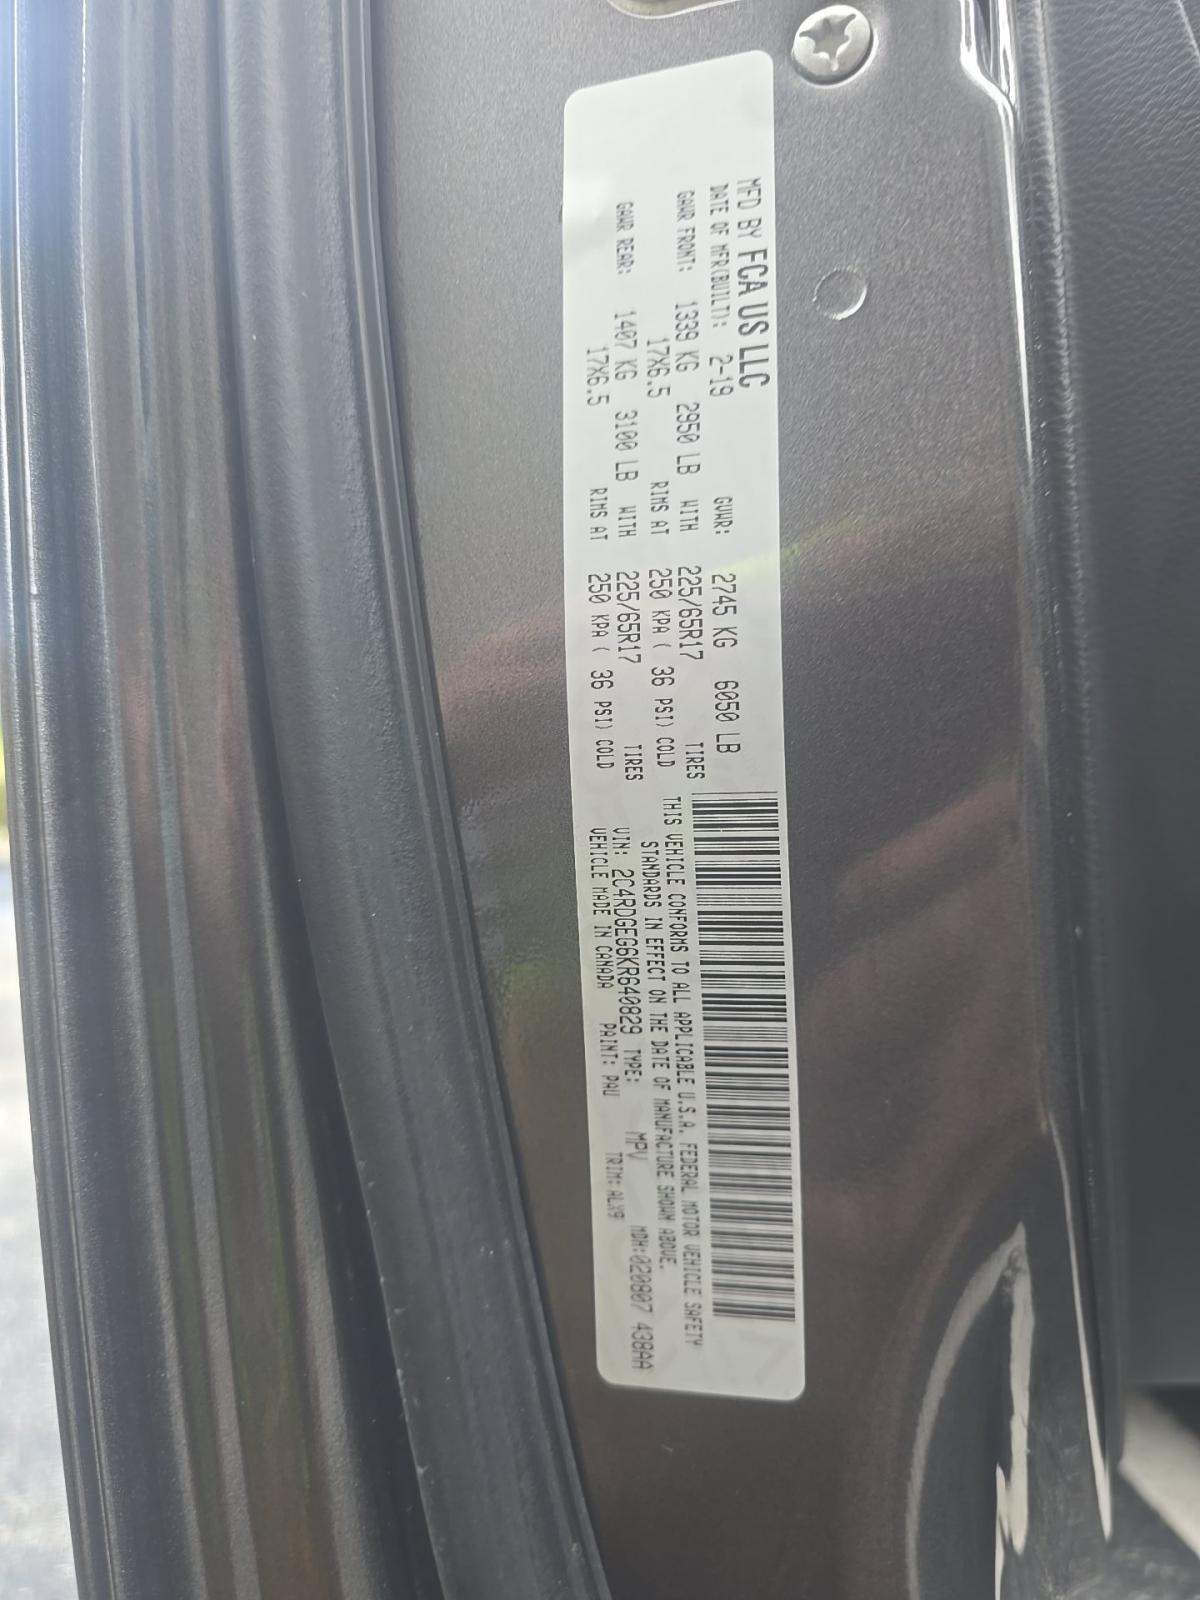 MFD BY FCA US LLC
DATE OF MFR(BUILT): 2-19 GVWR: 2745 KG 6050 LB
GAWR FRONT: 1339 KG 2950 LB WITH 225/65R17 TIRES
17X6.5 RIMS AT 250 KPA ( 36 PSI) COLD
GAWR REAR: 1407 KG 3100 LB WITH 225/65R17 TIRES
17X6.5 RIMS AT 250 KPA ( 36 PSI) COLD
THIS VEHICLE CONFORMS TO ALL APPLICABLE U.S.A. FEDERAL MOTOR VEHICLE SAFETY
STANDARDS IN EFFECT ON THE DATE OF MANUFACTURE SHOWN ABOVE.
VIN: 2C4RDGEG6KR640829 TYPE: MPV MDH:020807 438AA
VEHICLE MADE IN CANADA PAINT: PAU TRIM: ALX9